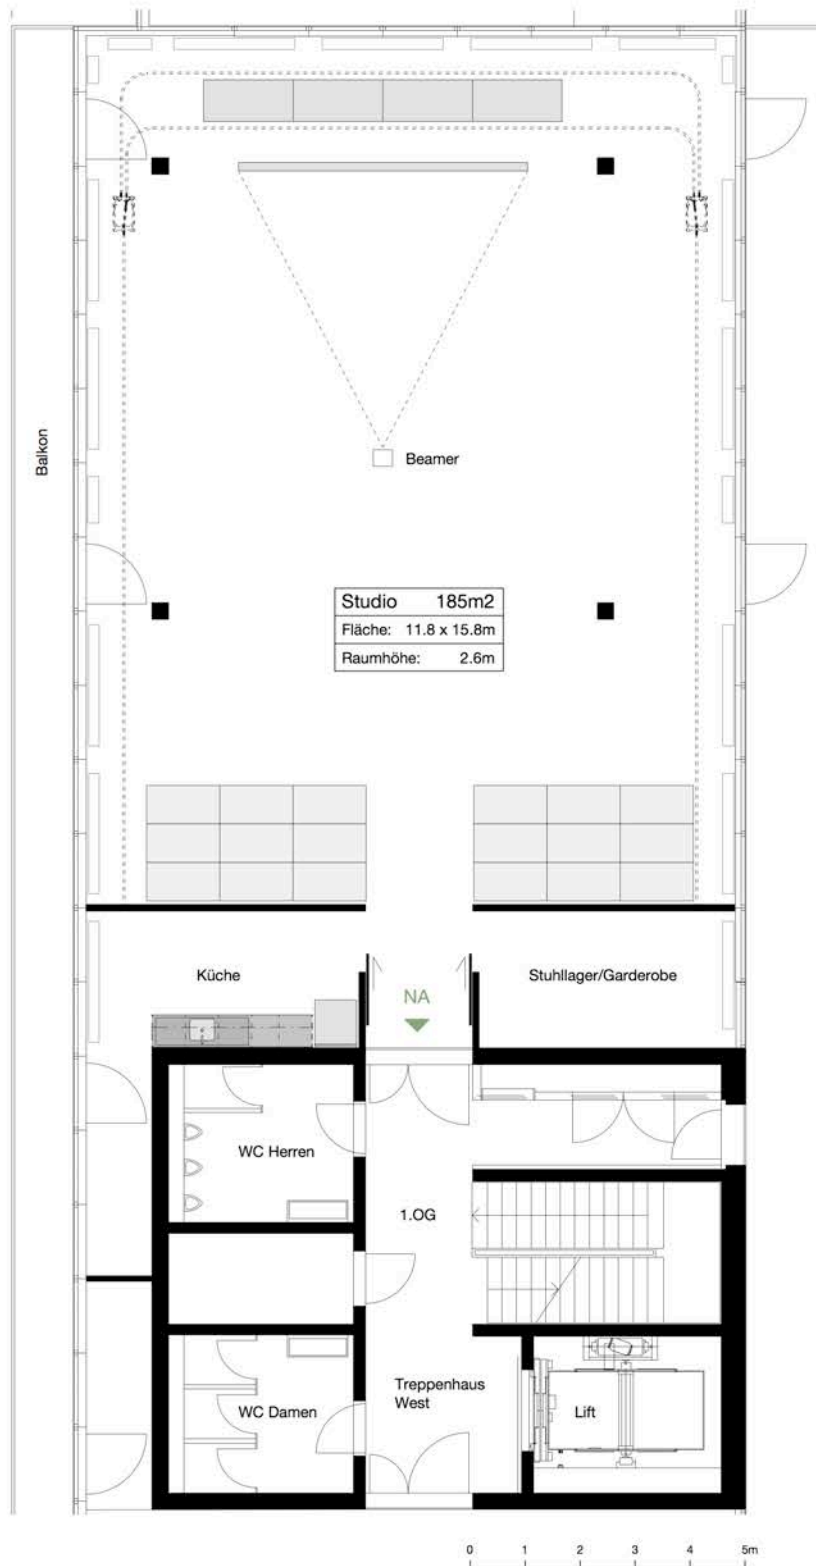 Balkon
Beamer
Studio 185m2
Fläche: 11.8 x 15.8m
Raumhöhe: 2.6m
Küche
Stuhllager/Garderobe
NA
WC Herren
1.OG
Treppenhaus
West
WC Damen
Lift
0 1 2 3 4 5m